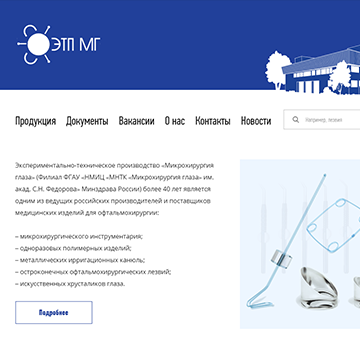 ЭТП МГ
Продукция Документы Вакансии О нас Контакты Новости
Например, лезвия
Экспериментально-техническое производство «Микрохирургия
глаза» (Филиал ФГАУ «НМИЦ «МНТК «Микрохирургия глаза» им.
акад. С.Н. Федорова» Минздрава России) более 40 лет является
одним из ведущих российских производителей и поставщиков
медицинских изделий для офтальмохирургии:
– микрохирургического инструментария;
– одноразовых полимерных изделий;
– металлических ирригационных канюль;
– остроконечных офтальмохирургических лезвий;
– искусственных хрусталиков глаза.
Подробнее